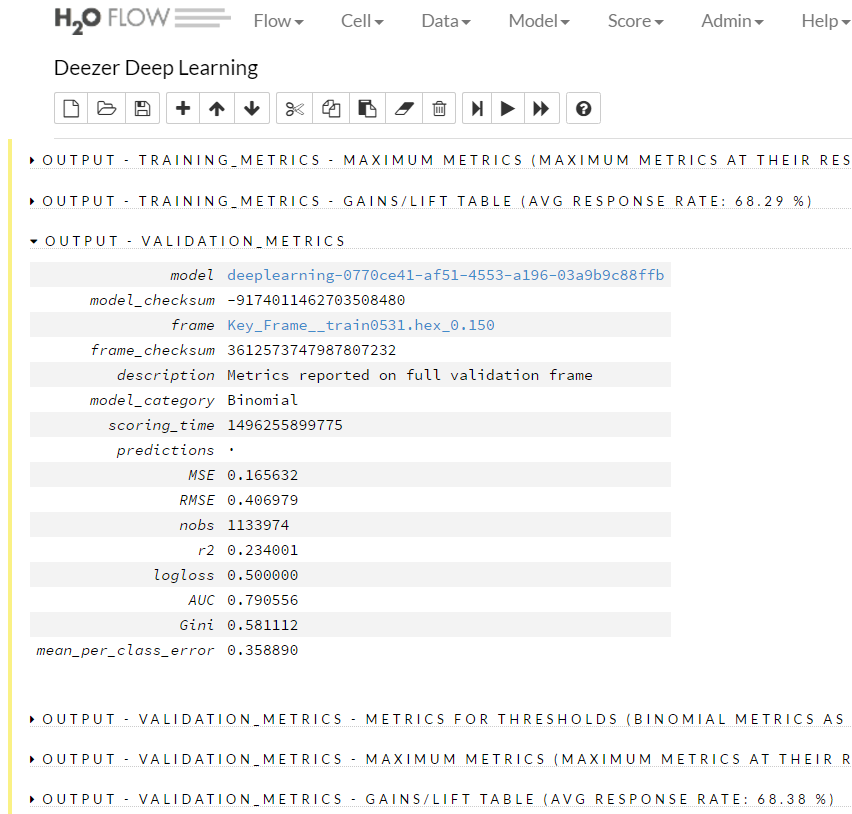 H2O FLOW Flow Cell Data Model Score Admin Help
Deezer Deep Learning
OUTPUT - TRAINING_METRICS - MAXIMUM METRICS (MAXIMUM METRICS AT THEIR RES
OUTPUT - TRAINING_METRICS - GAINS/LIFT TABLE (AVG RESPONSE RATE: 68.29 %)
OUTPUT - VALIDATION_METRICS
model deeplearning-0770ce41-af51-4553-a196-03a9b9c88ffb
model_checksum -9174011462703508480
frame Key_Frame__train0531.hex_0.150
frame_checksum 3612573747987807232
description Metrics reported on full validation frame
model_category Binomial
scoring_time 1496255899775
predictions ·
MSE 0.165632
RMSE 0.406979
nobs 1133974
r2 0.234001
logloss 0.500000
AUC 0.790556
Gini 0.581112
mean_per_class_error 0.358890
OUTPUT - VALIDATION_METRICS - METRICS FOR THRESHOLDS (BINOMIAL METRICS AS
OUTPUT - VALIDATION_METRICS - MAXIMUM METRICS (MAXIMUM METRICS AT THEIR R
OUTPUT - VALIDATION_METRICS - GAINS/LIFT TABLE (AVG RESPONSE RATE: 68.38 %)